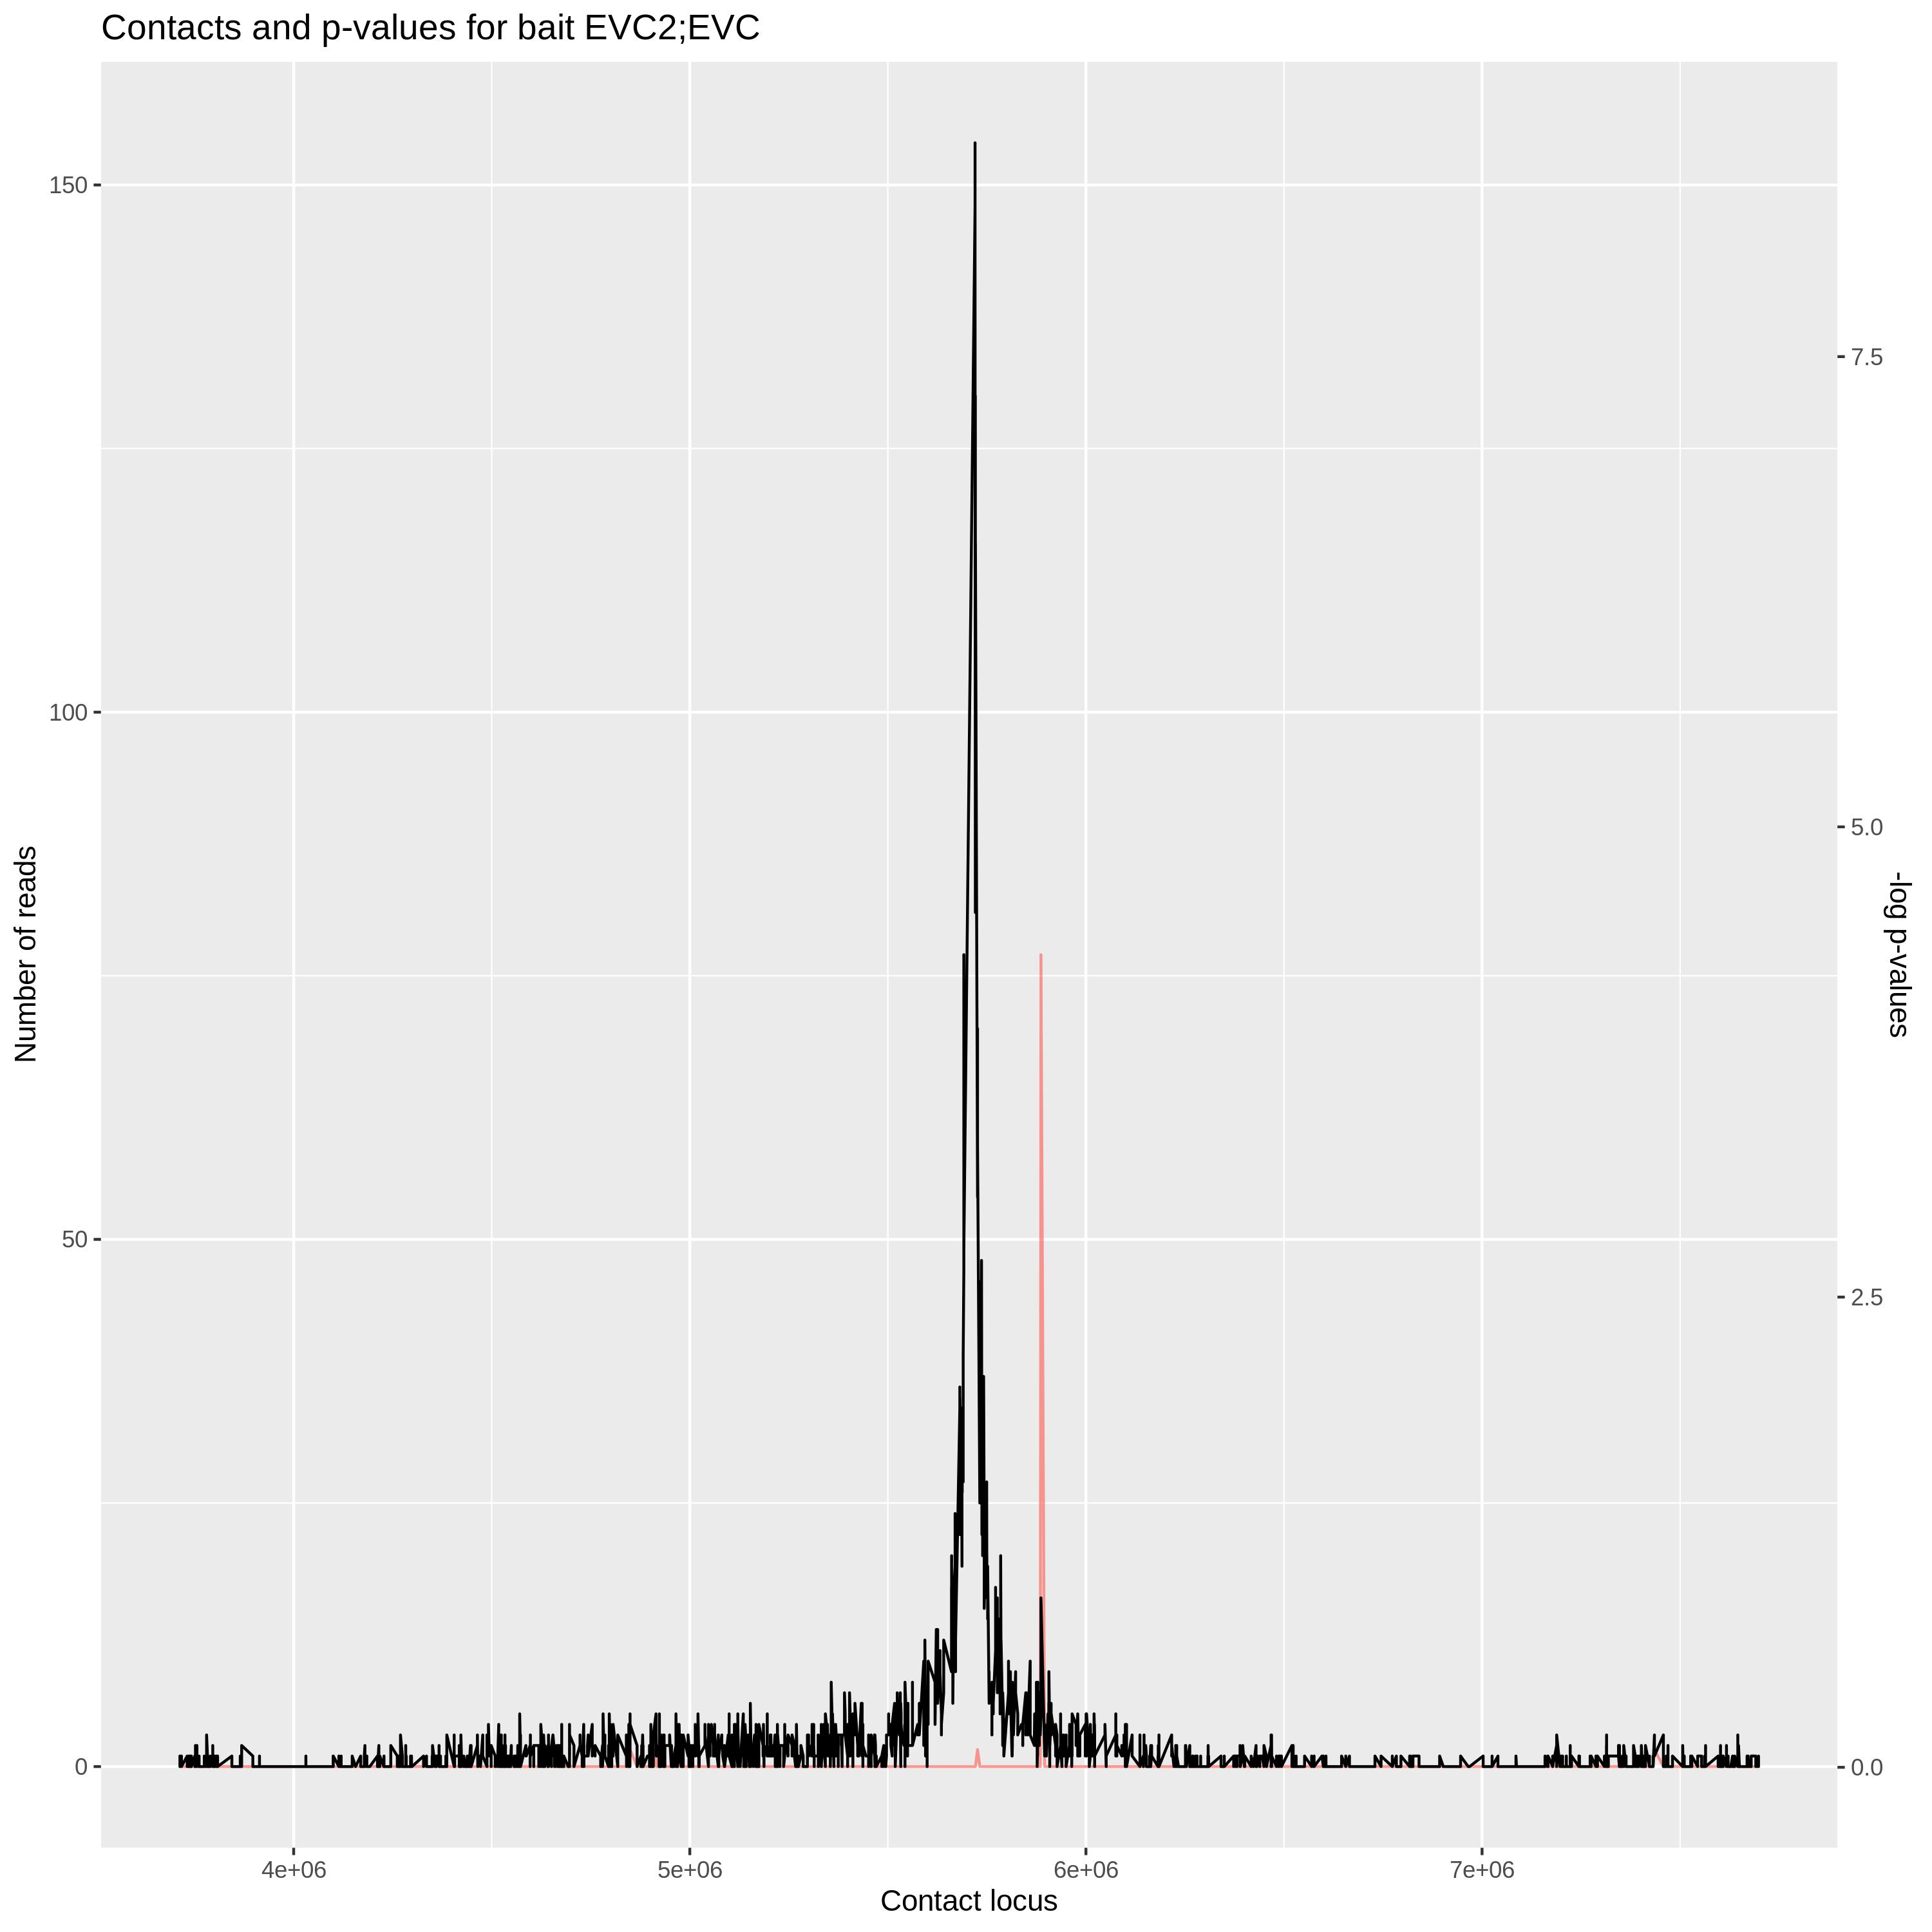 Contacts and p-values for bait EVC2;EVC
150
100
50
0
Number of reads
7.5
5.0
2.5
0.0
-log p-values
4e+06
5e+06
6e+06
7e+06
Contact locus